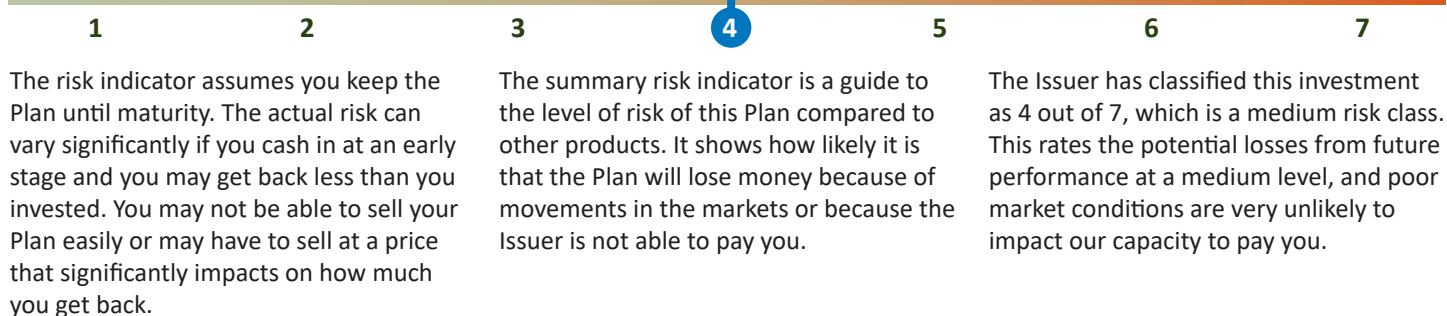 1 2 3 4 5 6 7
The risk indicator assumes you keep the
Plan until maturity. The actual risk can
vary significantly if you cash in at an early
stage and you may get back less than you
invested. You may not be able to sell your
Plan easily or may have to sell at a price
that significantly impacts on how much
you get back.
The summary risk indicator is a guide to
the level of risk of this Plan compared to
other products. It shows how likely it is
that the Plan will lose money because of
movements in the markets or because the
Issuer is not able to pay you.
The Issuer has classified this investment
as 4 out of 7, which is a medium risk class.
This rates the potential losses from future
performance at a medium level, and poor
market conditions are very unlikely to
impact our capacity to pay you.